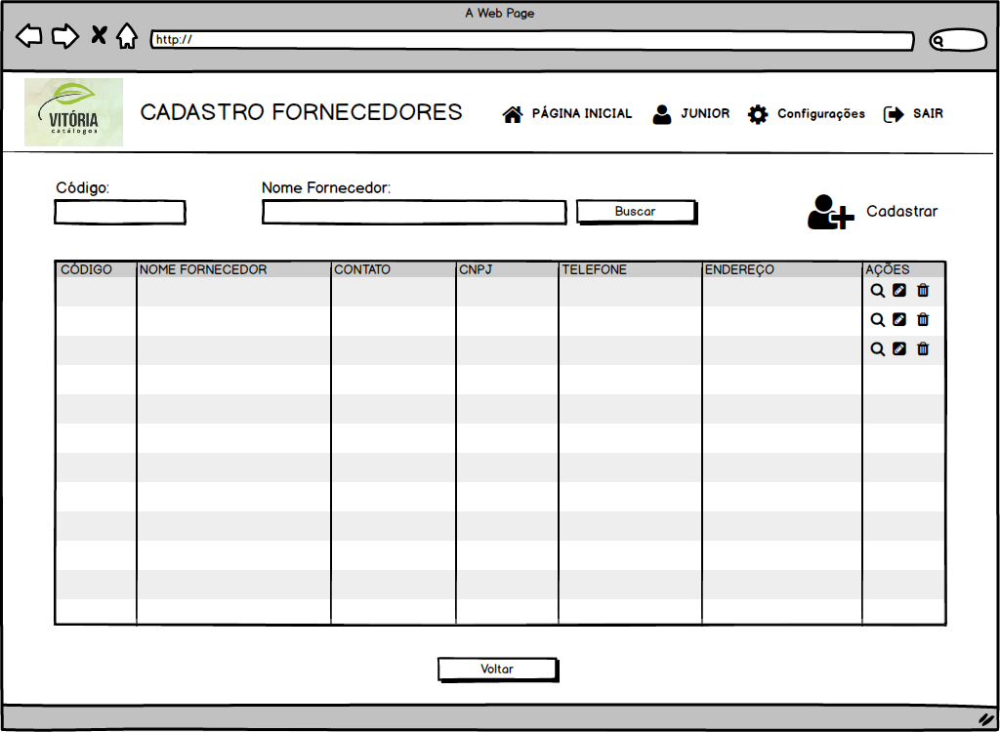 A Web Page
http://
VITÓRIA
catálogos
CADASTRO FORNECEDORES
PÁGINA INICIAL
JUNIOR
Configurações
SAIR
Código:
Nome Fornecedor:
Buscar
Cadastrar
CÓDIGO NOME FORNECEDOR CONTATO CNPJ TELEFONE ENDEREÇO AÇÕES
Voltar